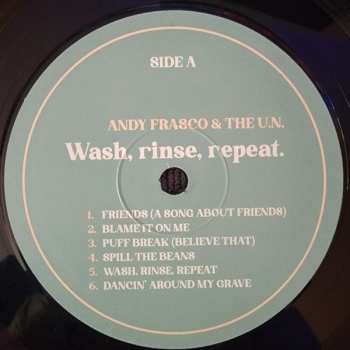 SIDE A
ANDY FRASCO & THE U.N.
Wash, rinse, repeat.
1. FRIENDS (A SONG ABOUT FRIENDS)
2. BLAME IT ON ME
3. PUFF BREAK (BELIEVE THAT)
4. SPILL THE BEANS
5. WASH, RINSE, REPEAT
6. DANCIN' AROUND MY GRAVE